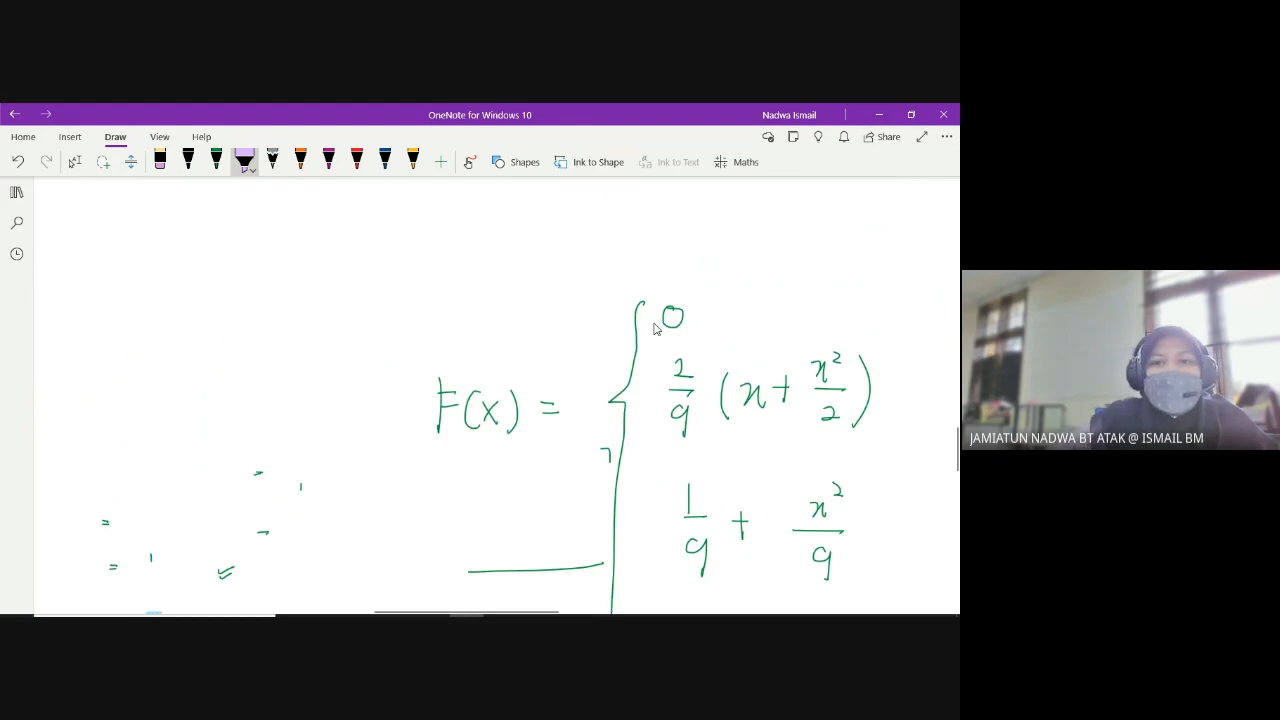 OneNote for Windows 10
Nadwa Ismail
Home Insert Draw View Help
Share
Shapes Ink to Shape Ink to Text Maths
0
F(x) =
2/9 (x + x²/2)
1/9 + x²/9
JAMIATUN NADWA BT ATAK @ ISMAIL BM